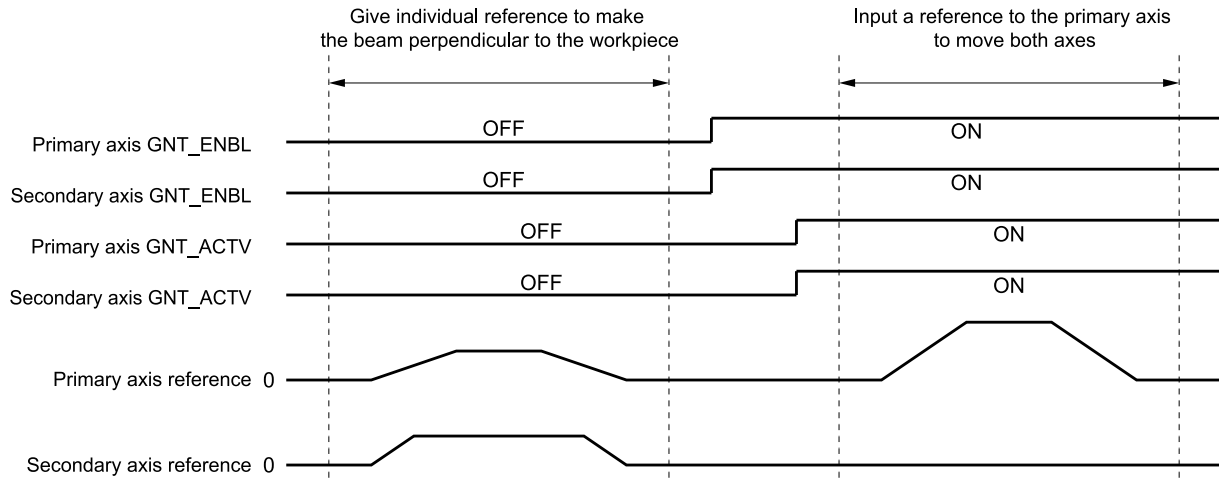 Give individual reference to make
the beam perpendicular to the workpiece
Input a reference to the primary axis
to move both axes
Primary axis GNT_ENBL OFF ON
Secondary axis GNT_ENBL OFF ON
Primary axis GNT_ACTV OFF ON
Secondary axis GNT_ACTV OFF ON
Primary axis reference 0
Secondary axis reference 0